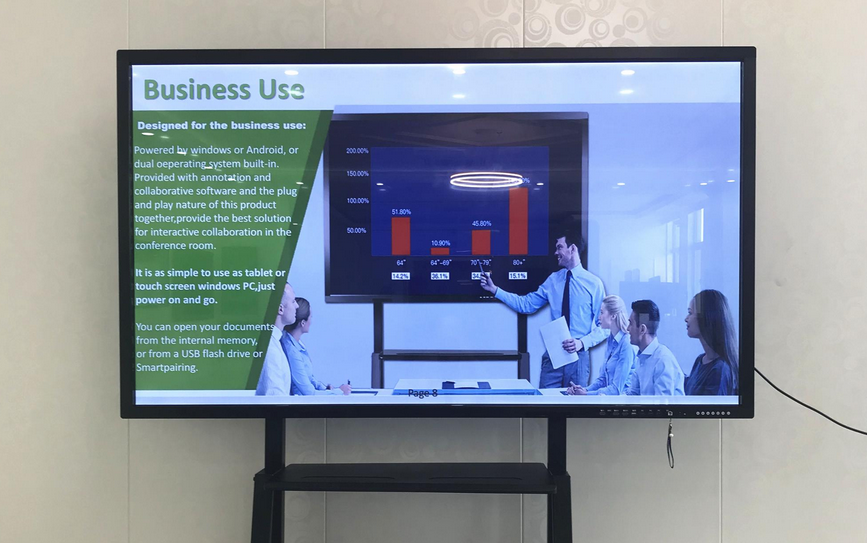 Business Use
Designed for the business use:
Powered by windows or Android, or
dual oeperating system built-in.
Provided with annotation and
collaborative software and the plug
and play nature of this product
together,provide the best solution
for interactive collaboration in the
conference room.
It is as simple to use as tablet or
touch screen windows PC,just
power on and go.
You can open your documents
from the internal memory,
or from a USB flash drive or
Smartpairing.
200.00%
150.00%
100.00%
50.00%
51.80%
10.90%
45.80%
64" 64"-69" 70"-79" 80+"
14.2% 36.1% 15.1%
Page 8